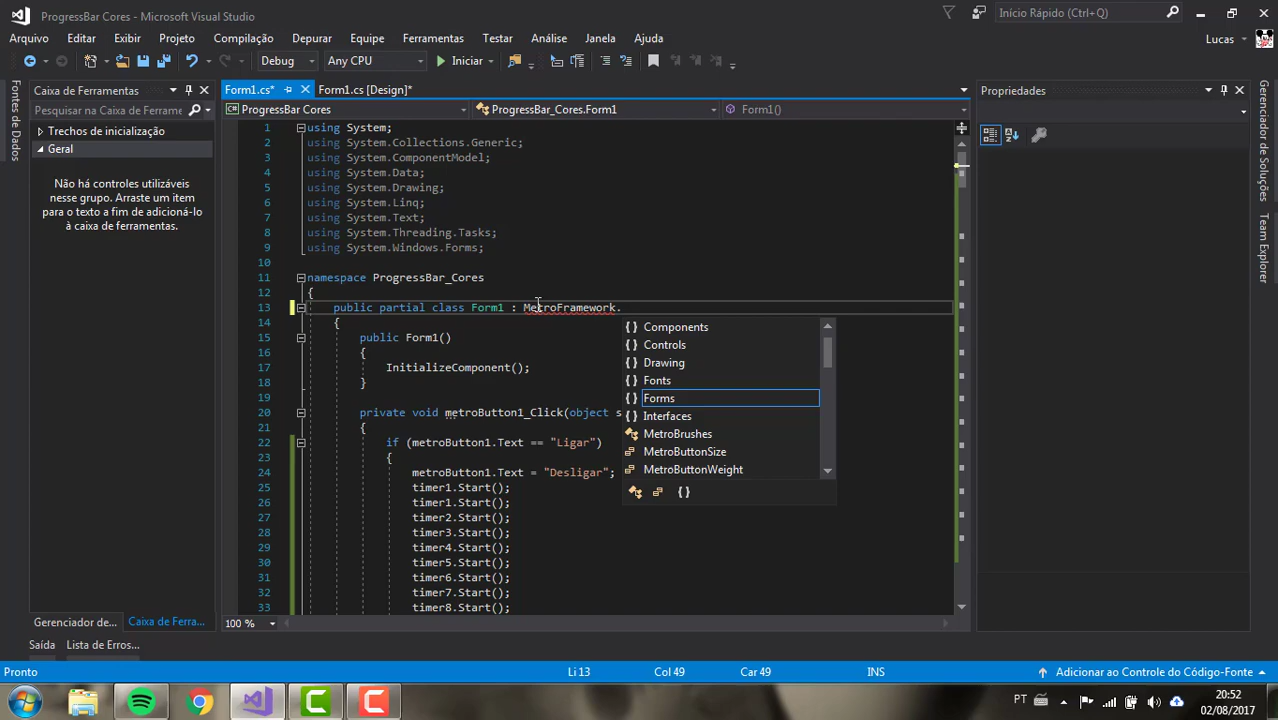 ProgressBar Cores - Microsoft Visual Studio
Início Rápido (Ctrl+Q)
Arquivo Editar Exibir Projeto Compilação Depurar Equipe Ferramentas Testar Análise Janela Ajuda
Lucas
Debug Any CPU Iniciar
Fontes de Dados
Caixa de Ferramentas
Pesquisar na Caixa de Ferrame
Trechos de inicialização
Geral
Não há controles utilizáveis
nesse grupo. Arraste um item
para o texto a fim de adicioná-lo
à caixa de ferramentas.
Gerenciador de... Caixa de Ferra...
Form1.cs* Form1.cs [Design]*
ProgressBar Cores ProgressBar_Cores.Form1 Form1()
1 using System;
2 using System.Collections.Generic;
3 using System.ComponentModel;
4 using System.Data;
5 using System.Drawing;
6 using System.Linq;
7 using System.Text;
8 using System.Threading.Tasks;
9 using System.Windows.Forms;
10
11 namespace ProgressBar_Cores
12 {
13 public partial class Form1 : MetroFramework.
14 {
15 public Form1()
16 {
17 InitializeComponent();
18 }
19
20 private void metroButton1_Click(object s
21 {
22 if (metroButton1.Text == "Ligar")
23 {
24 metroButton1.Text = "Desligar";
25 timer1.Start();
26 timer1.Start();
27 timer2.Start();
28 timer3.Start();
29 timer4.Start();
30 timer5.Start();
31 timer6.Start();
32 timer7.Start();
33 timer8.Start();
{ } Components
{ } Controls
{ } Drawing
{ } Fonts
{ } Forms
{ } Interfaces
MetroBrushes
MetroButtonSize
MetroButtonWeight
{ }
100 %
Propriedades
Gerenciador de Soluções
Team Explorer
Saída Lista de Erros...
Pronto Li 13 Col 49 Car 49 INS Adicionar ao Controle do Código-Fonte
PT
20:52
02/08/2017